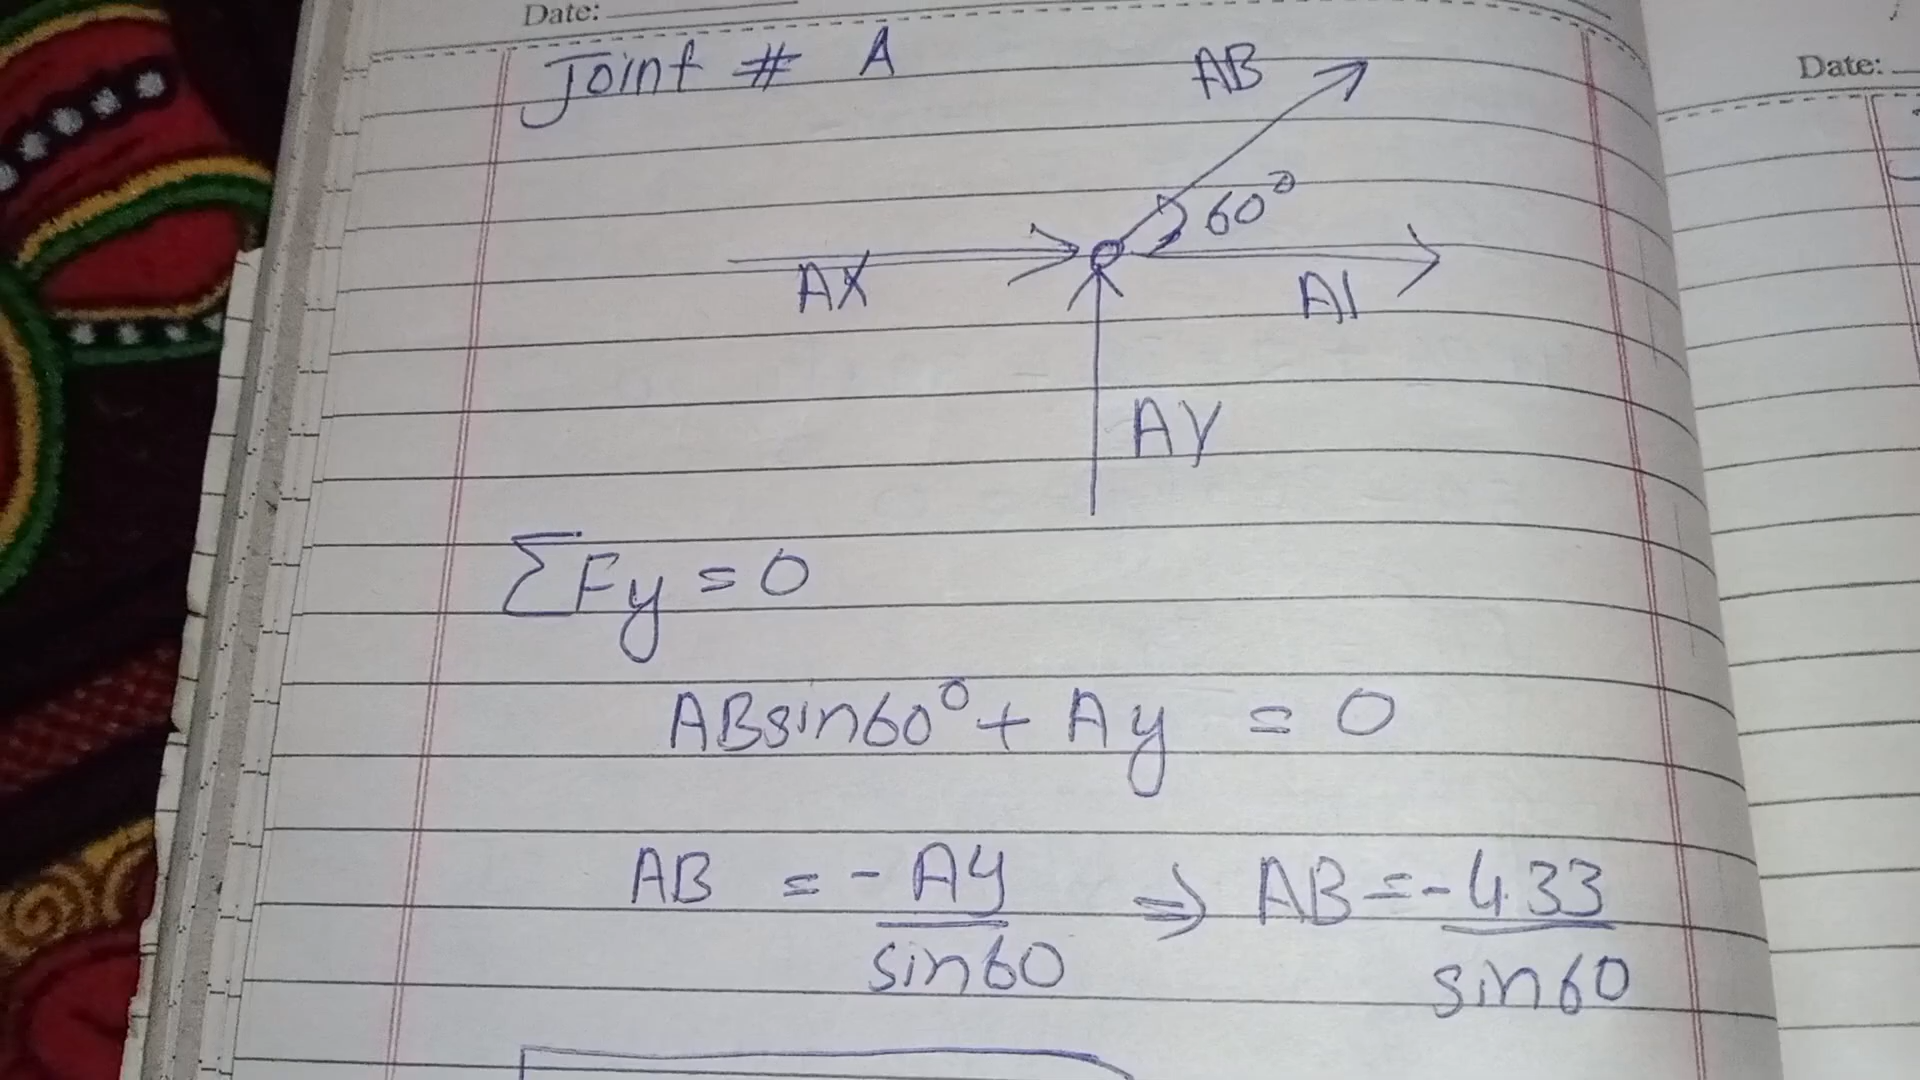 Date:
Joint # A
AB
Date:
60°
AX
AI
AY
ΣFy = 0
ABsin60° + Ay = 0
AB = - Ay/sin60 ⇒ AB = - 4.33/sin60